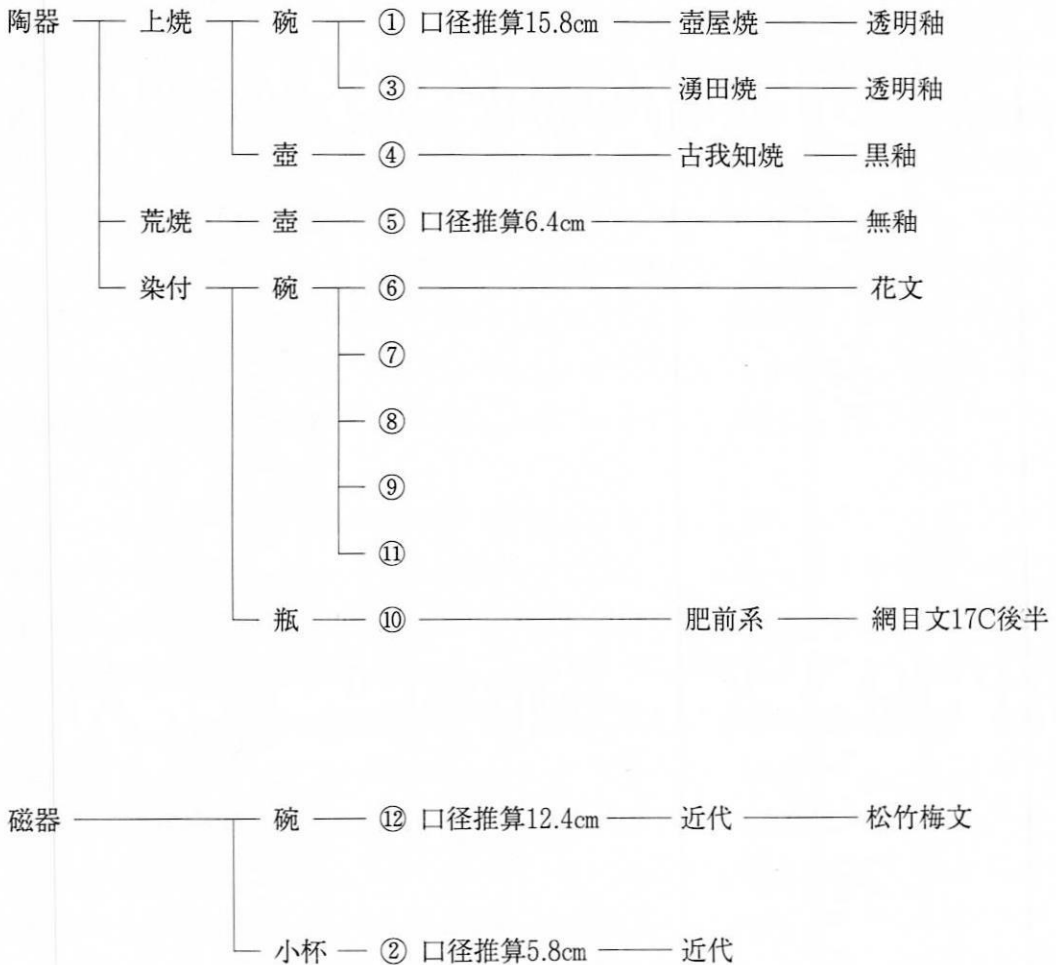 陶器 上焼 碗 ① 口径推算15.8cm 壺屋焼 透明釉
③ 湧田焼 透明釉
壺 ④ 古我知焼 黒釉
荒焼 壺 ⑤ 口径推算6.4cm 無釉
染付 碗 ⑥ 花文
⑦
⑧
⑨
⑪
瓶 ⑩ 肥前系 網目文17C後半
磁器 碗 ⑫ 口径推算12.4cm 近代 松竹梅文
小杯 ② 口径推算5.8cm 近代